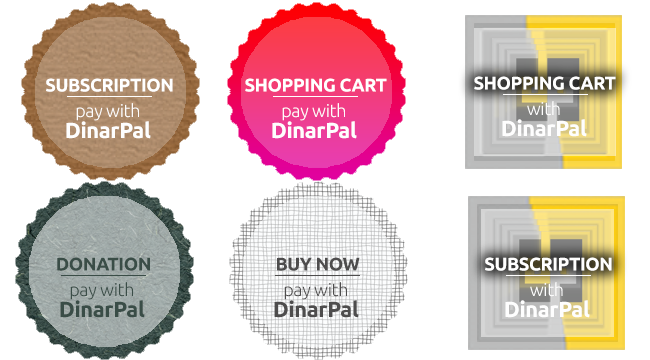 SUBSCRIPTION
pay with
DinarPal
SHOPPING CART
pay with
DinarPal
SHOPPING CART
with
DinarPal
DONATION
pay with
DinarPal
BUY NOW
pay with
DinarPal
SUBSCRIPTION
with
DinarPal